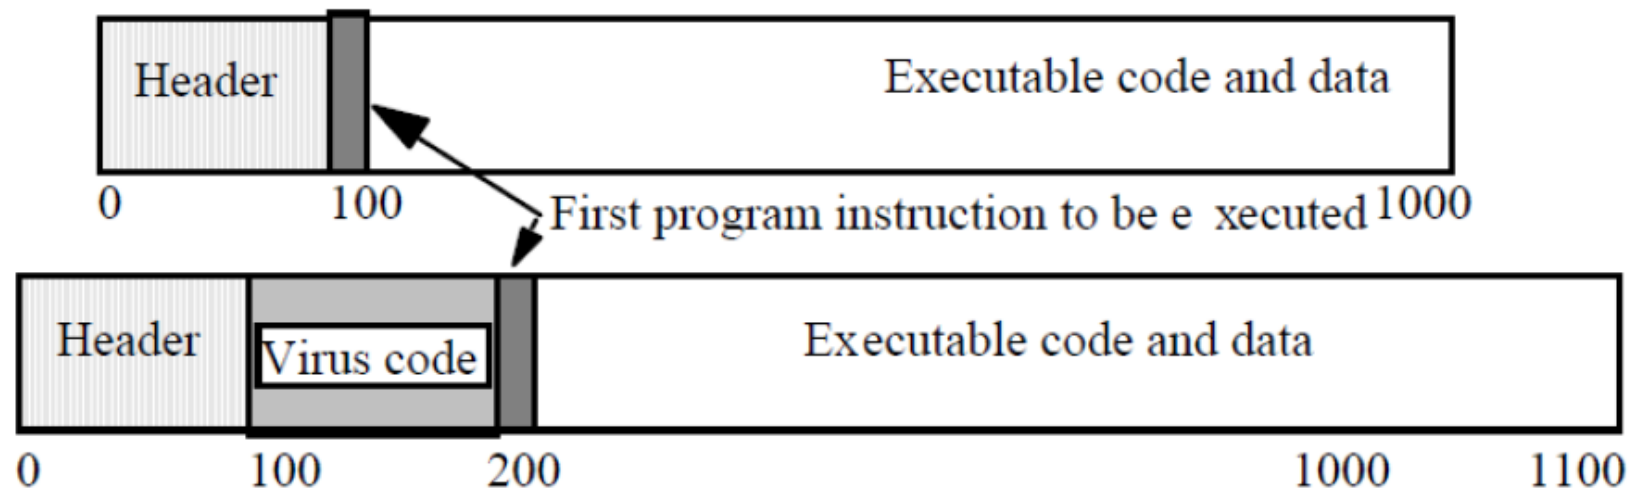 Header
Executable code and data
0
100
First program instruction to be e xecuted
1000
Header
Virus code
Executable code and data
0
100
200
1000
1100